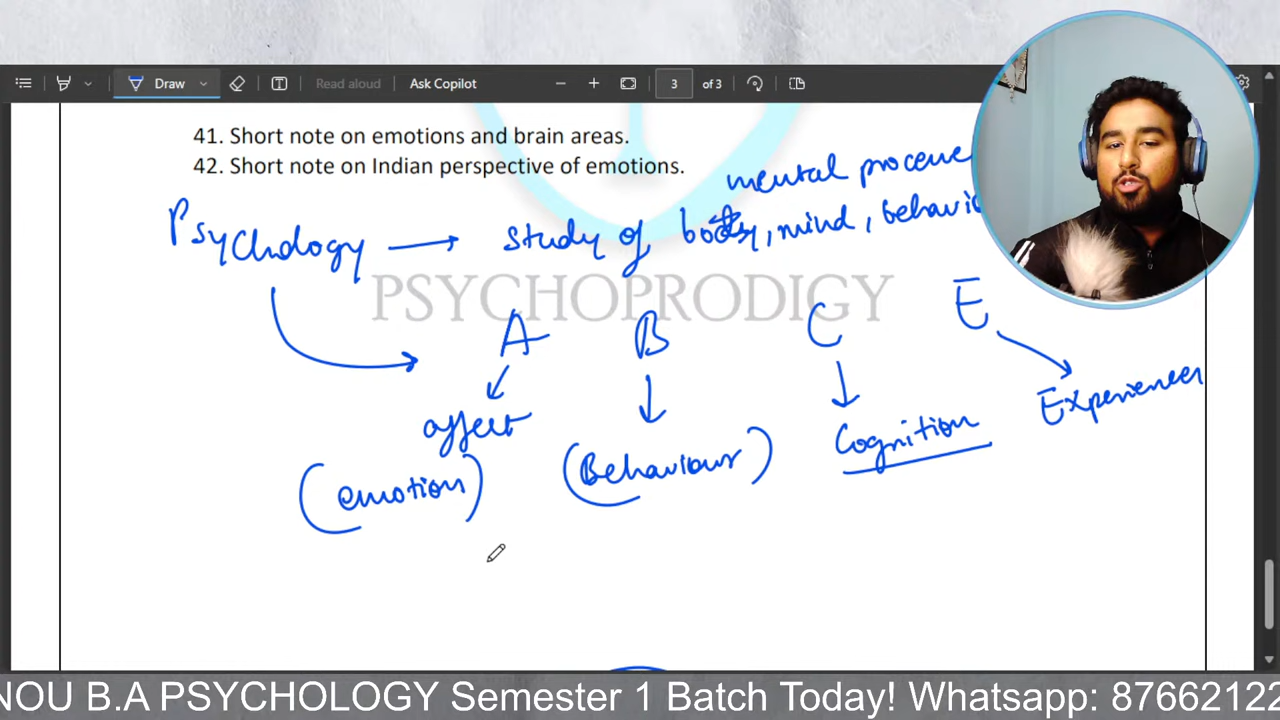 Draw
Read aloud
Ask Copilot
3 of 3
41. Short note on emotions and brain areas.
42. Short note on Indian perspective of emotions.
mental processe
Psychology → study of body, mind, behavio
PSYCHOPRODIGY
A B C E
affect
(emotion)
(Behaviour)
Cognition
Experiences
NOU B.A PSYCHOLOGY Semester 1 Batch Today! Whatsapp: 87662122